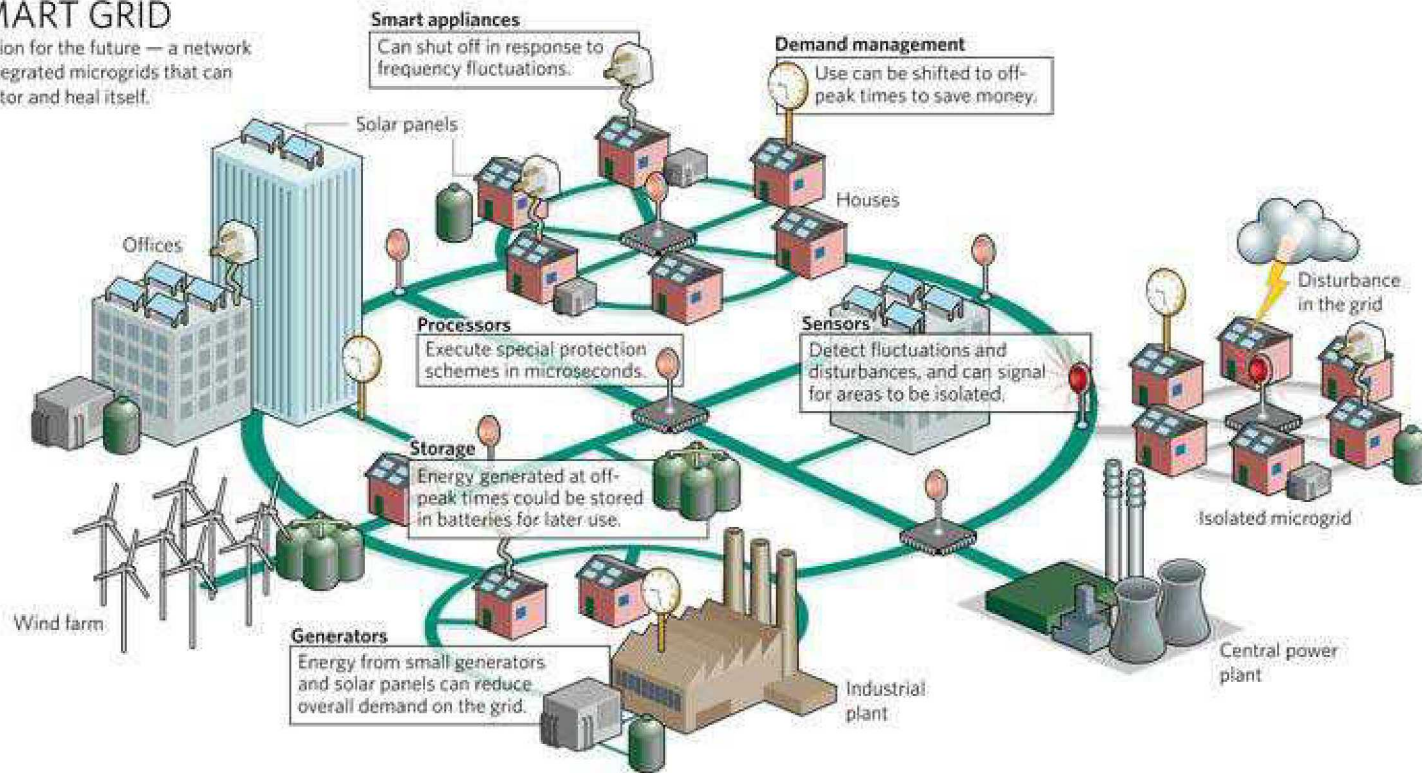 MART GRID
ion for the future — a network
tegrated microgrids that can
tor and heal itself.
Smart appliances
Can shut off in response to
frequency fluctuations.
Demand management
Use can be shifted to off-
peak times to save money.
Solar panels
Houses
Offices
Disturbance
in the grid
Processors
Execute special protection
schemes in microseconds.
Sensors
Detect fluctuations and
disturbances, and can signal
for areas to be isolated.
Storage
Energy generated at off-
peak times could be stored
in batteries for later use.
Isolated microgrid
Wind farm
Generators
Energy from small generators
and solar panels can reduce
overall demand on the grid.
Industrial
plant
Central power
plant